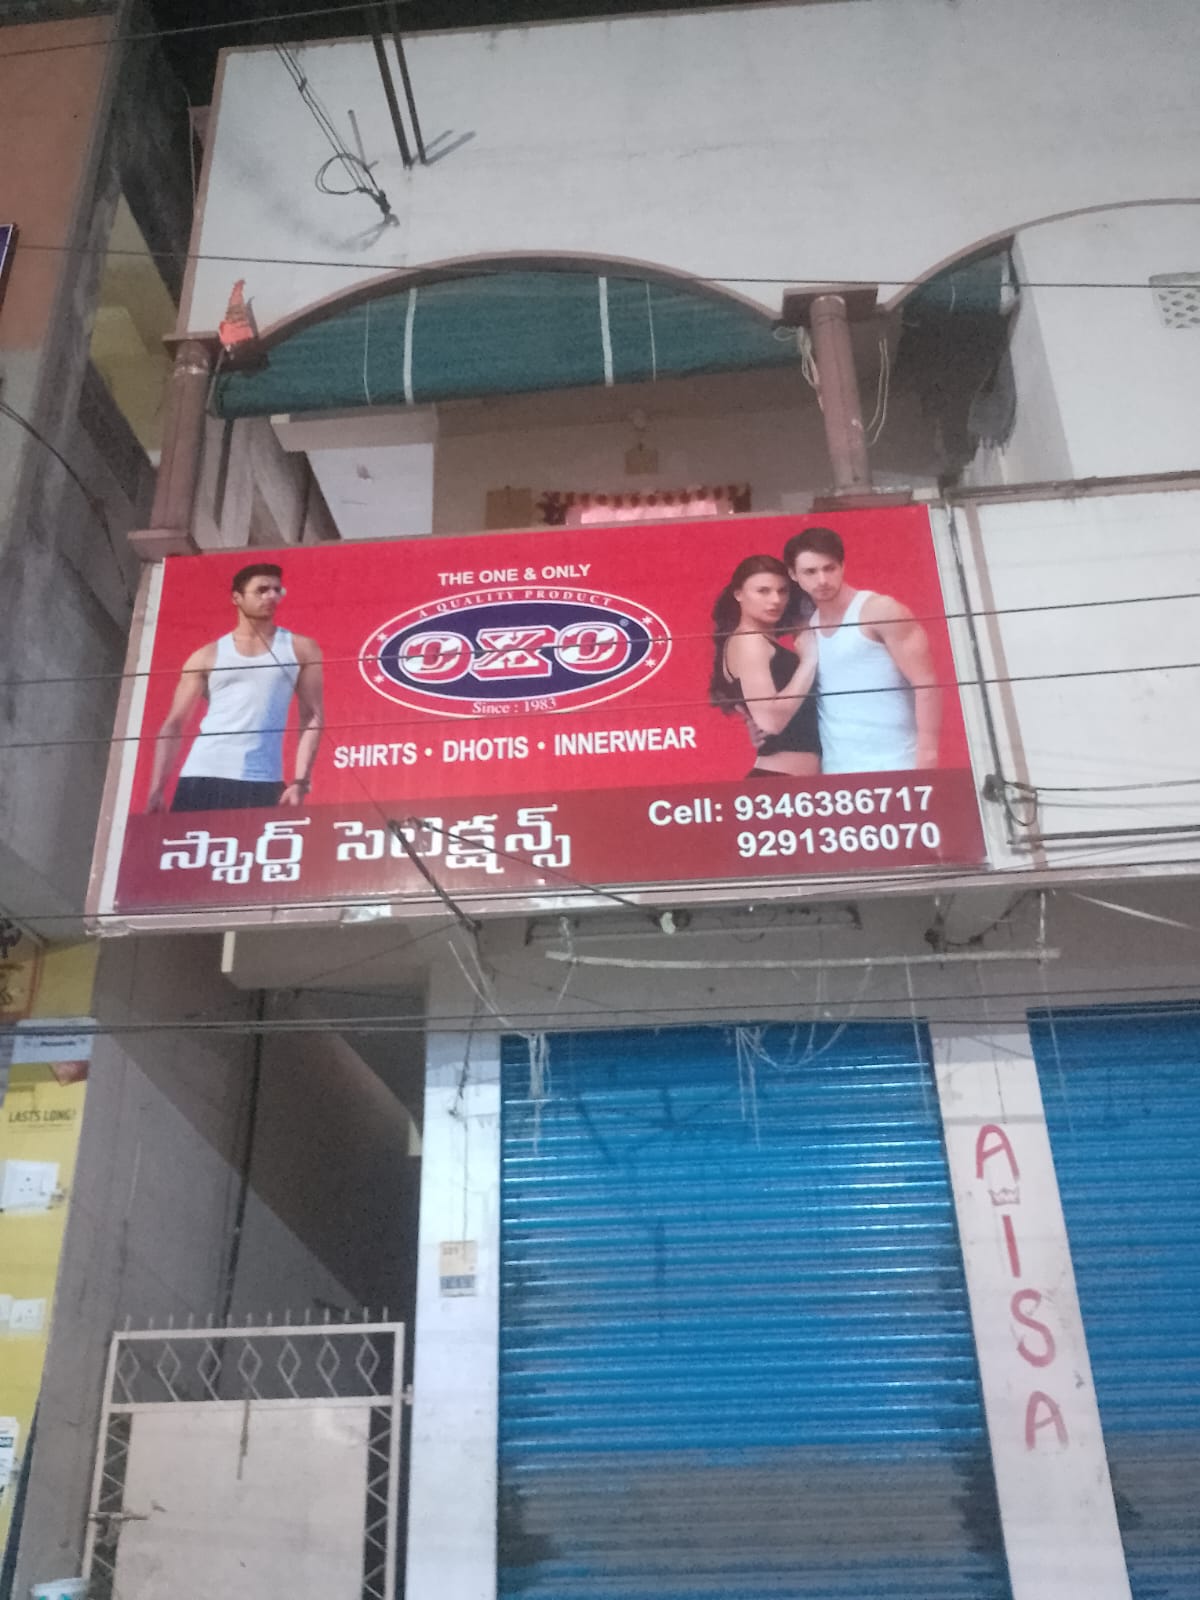 THE ONE & ONLY
A QUALITY PRODUCT
OXO®
Since : 1983
SHIRTS • DHOTIS • INNERWEAR
స్మార్ట్ సెలెక్షన్స్
Cell: 9346386717
9291366070
LASTS LONG!
AISA